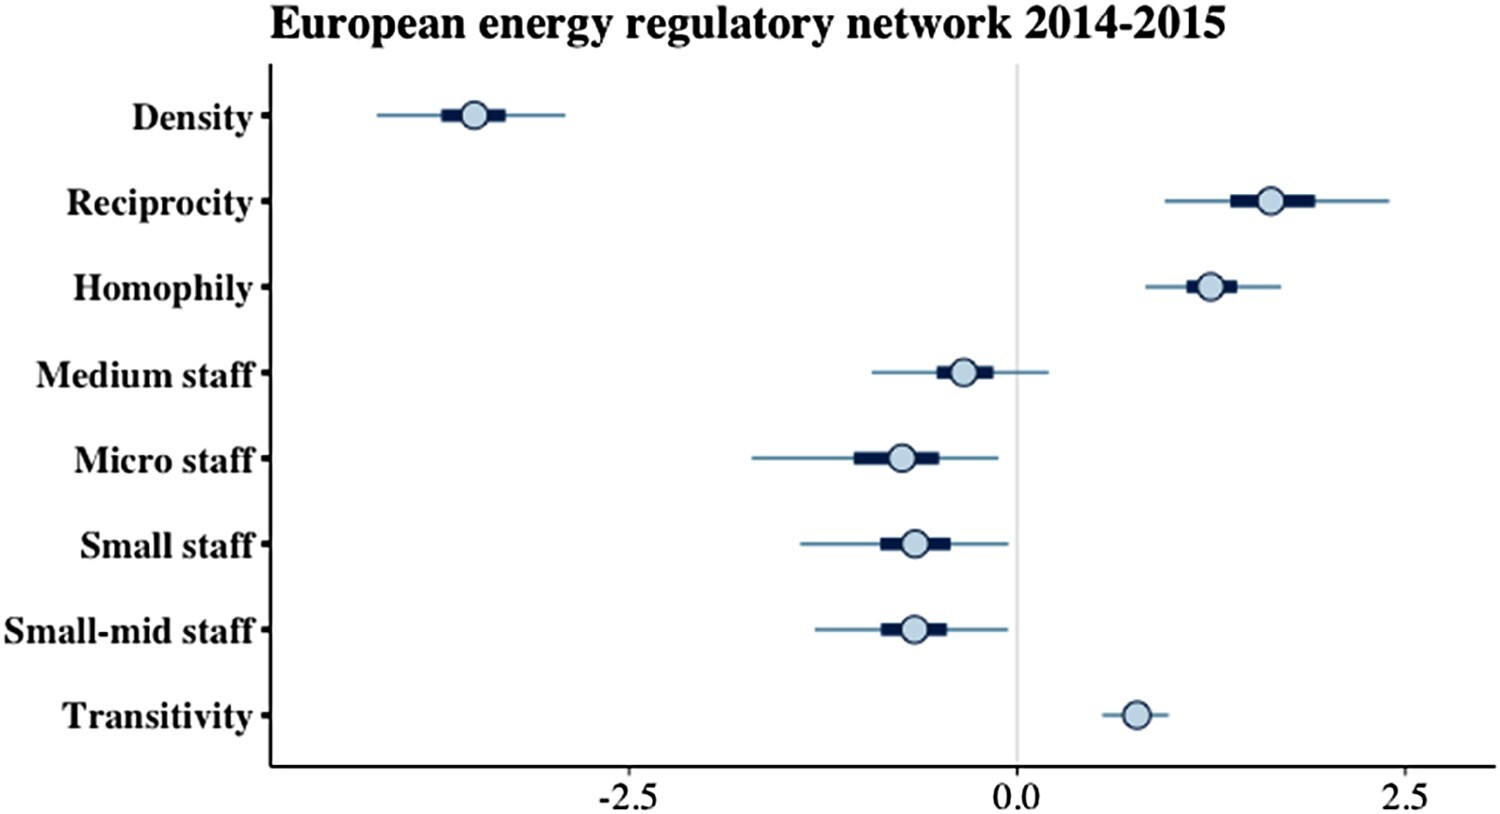 European energy regulatory network 2014-2015
Density
Reciprocity
Homophily
Medium staff
Micro staff
Small staff
Small-mid staff
Transitivity
-2.5
0.0
2.5